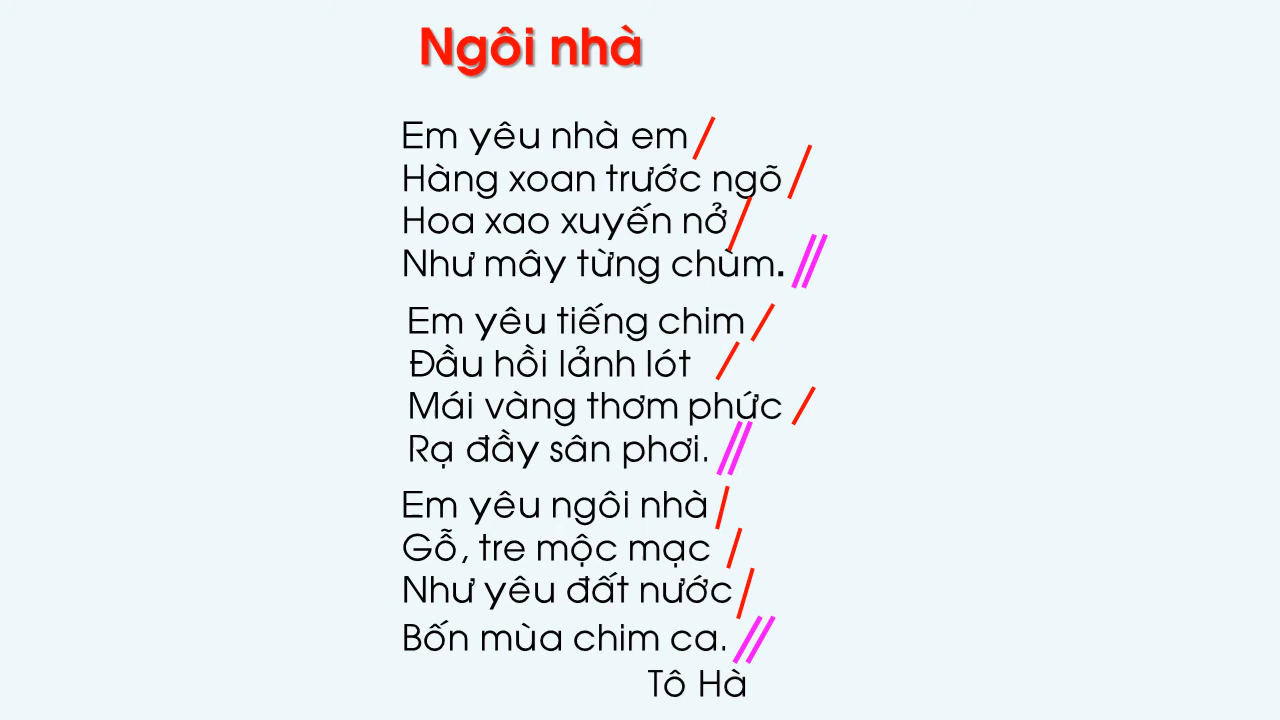 Ngôi nhà
Em yêu nhà em
Hàng xoan trước ngõ
Hoa xao xuyến nở
Như mây từng chùm.
Em yêu tiếng chim
Đầu hồi lảnh lót
Mái vàng thơm phức
Rạ đầy sân phơi.
Em yêu ngôi nhà
Gỗ, tre mộc mạc
Như yêu đất nước
Bốn mùa chim ca.
Tô Hà